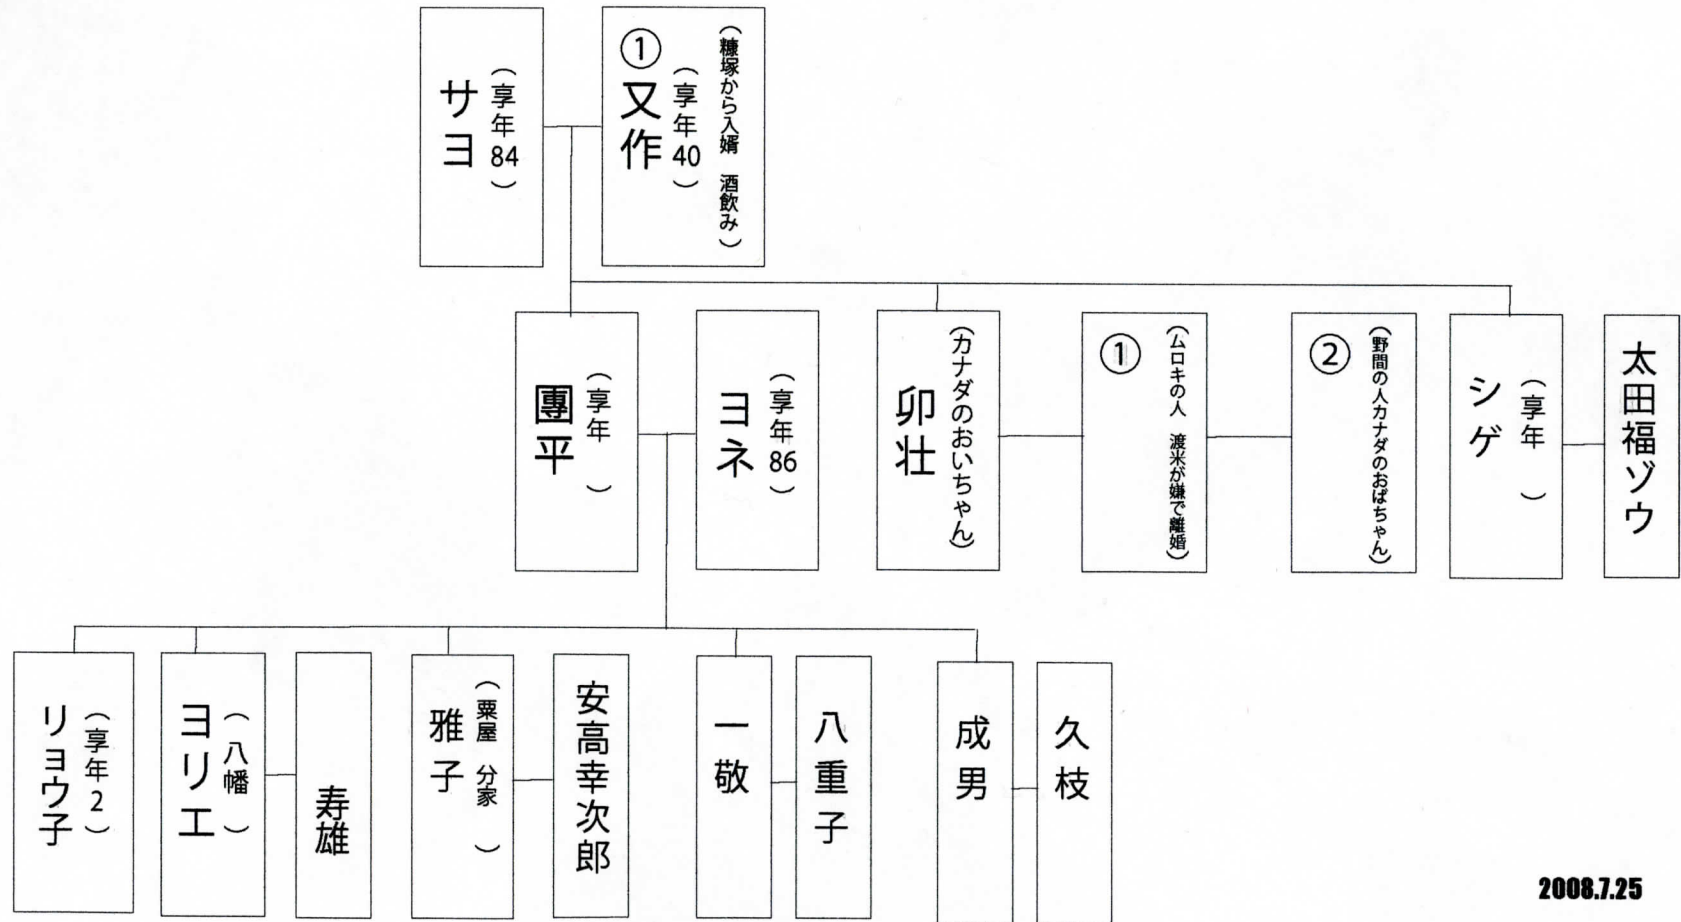 (糠塚から入婿 酒飲み)
(享年40)
①又作
(享年84)
サヨ
太田福ゾウ
(享年 )
シゲ
(野間の人カナダのおばちゃん)
②
(ムロキの人 渡米が嫌で離婚)
①
(カナダのおいちゃん)
卯壮
(享年86)
ヨネ
(享年 )
團平
久枝
成男
八重子
一敬
安高幸次郎
(粟屋 分家 )
雅子
寿雄
(八幡 )
ヨリエ
(享年2)
リョウ子
2008.7.25